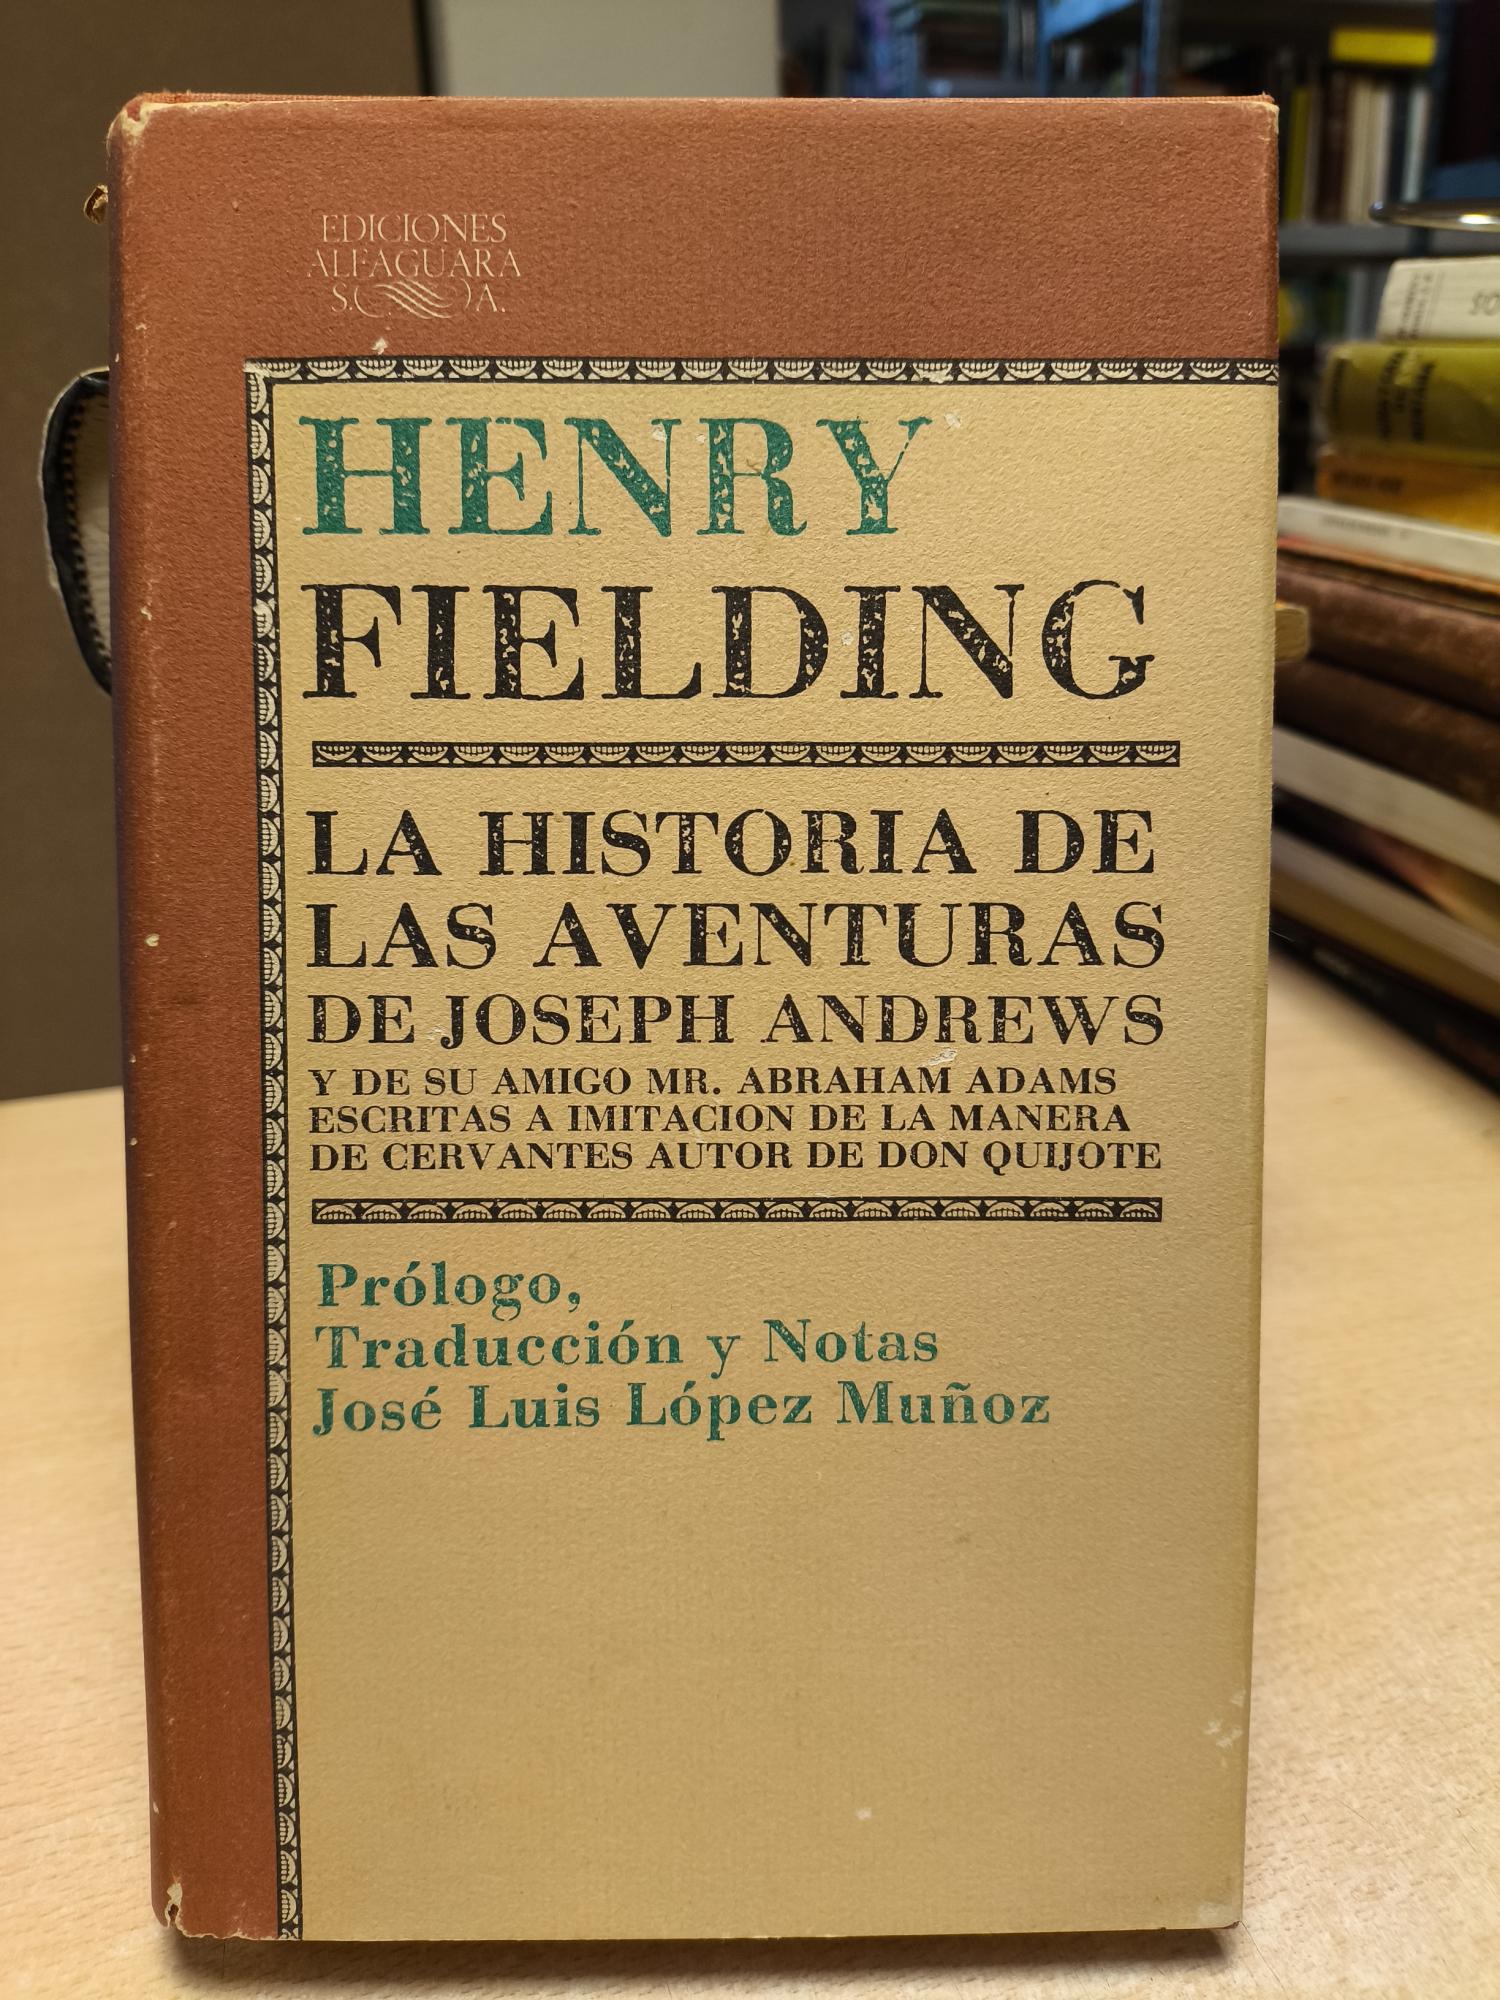 EDICIONES
ALFAGUARA
S. A.
HENRY
FIELDING
LA HISTORIA DE
LAS AVENTURAS
DE JOSEPH ANDREWS
Y DE SU AMIGO MR. ABRAHAM ADAMS
ESCRITAS A IMITACION DE LA MANERA
DE CERVANTES AUTOR DE DON QUIJOTE
Prólogo,
Traducción y Notas
José Luis López Muñoz